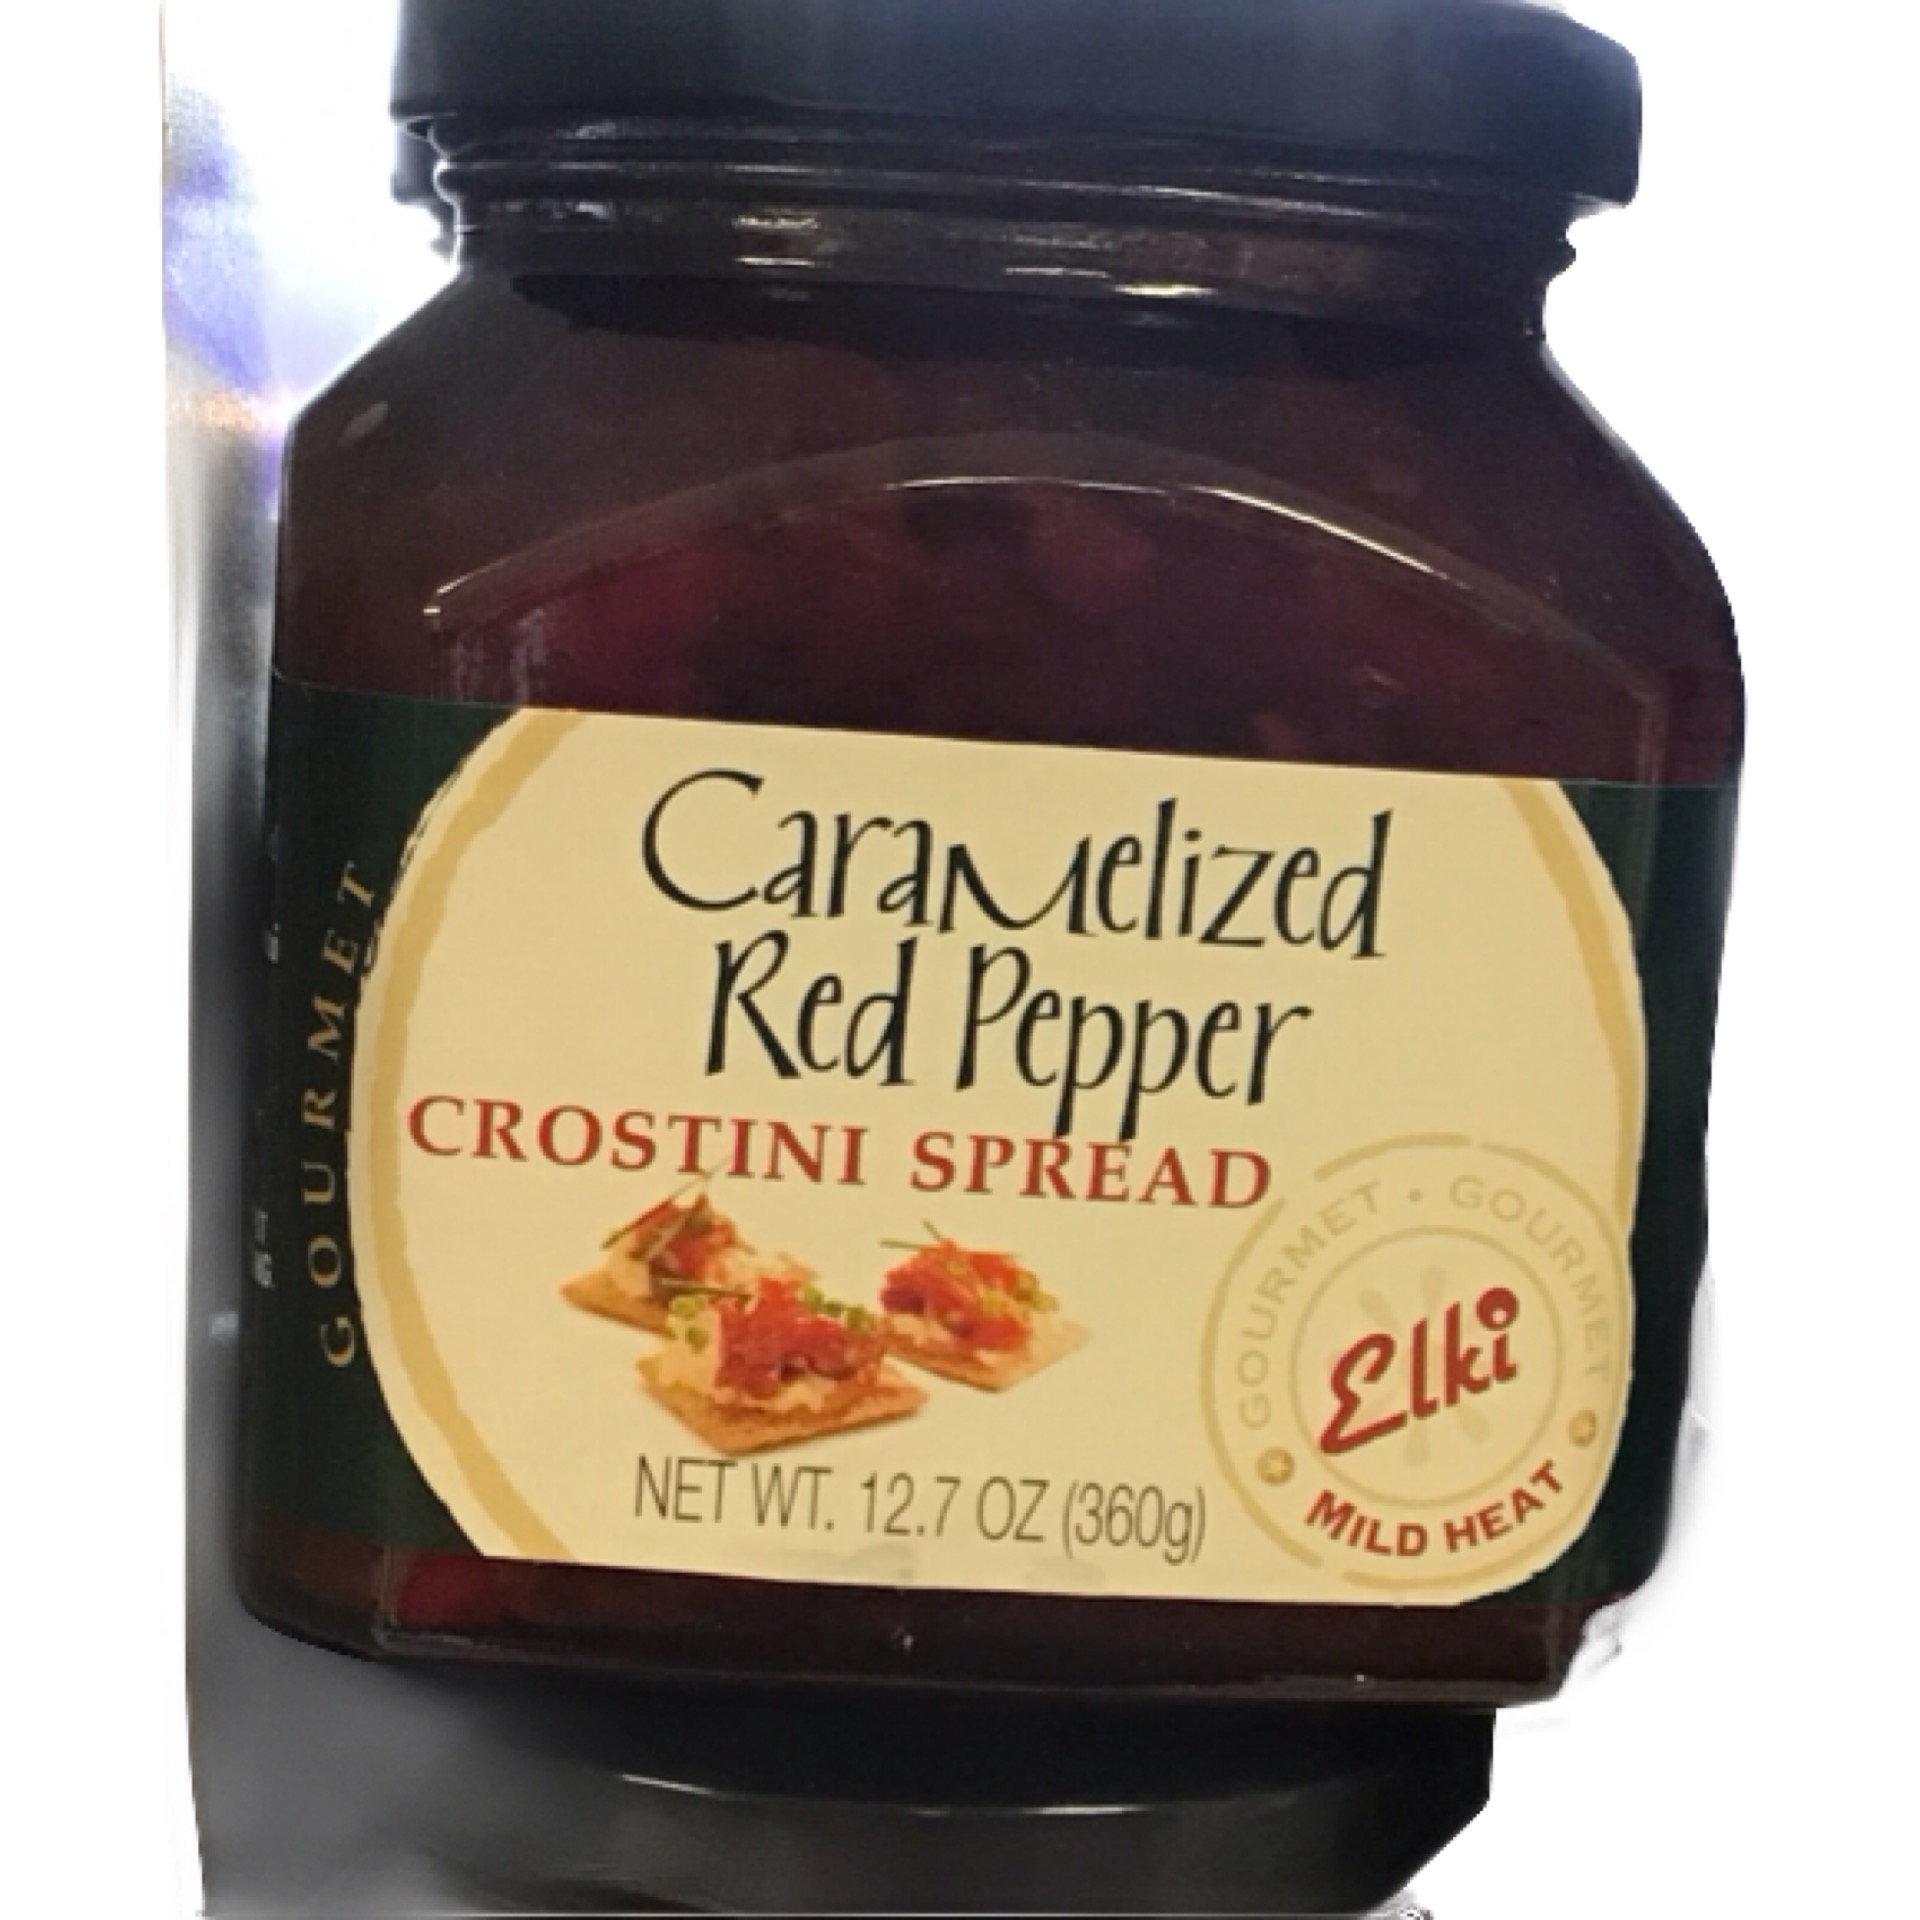 Caramelized
Red Pepper
CROSTINI SPREAD
GOURMET
GOURMET · GOURMET
Elki
MILD HEAT
NET WT. 12.7 OZ (360g)